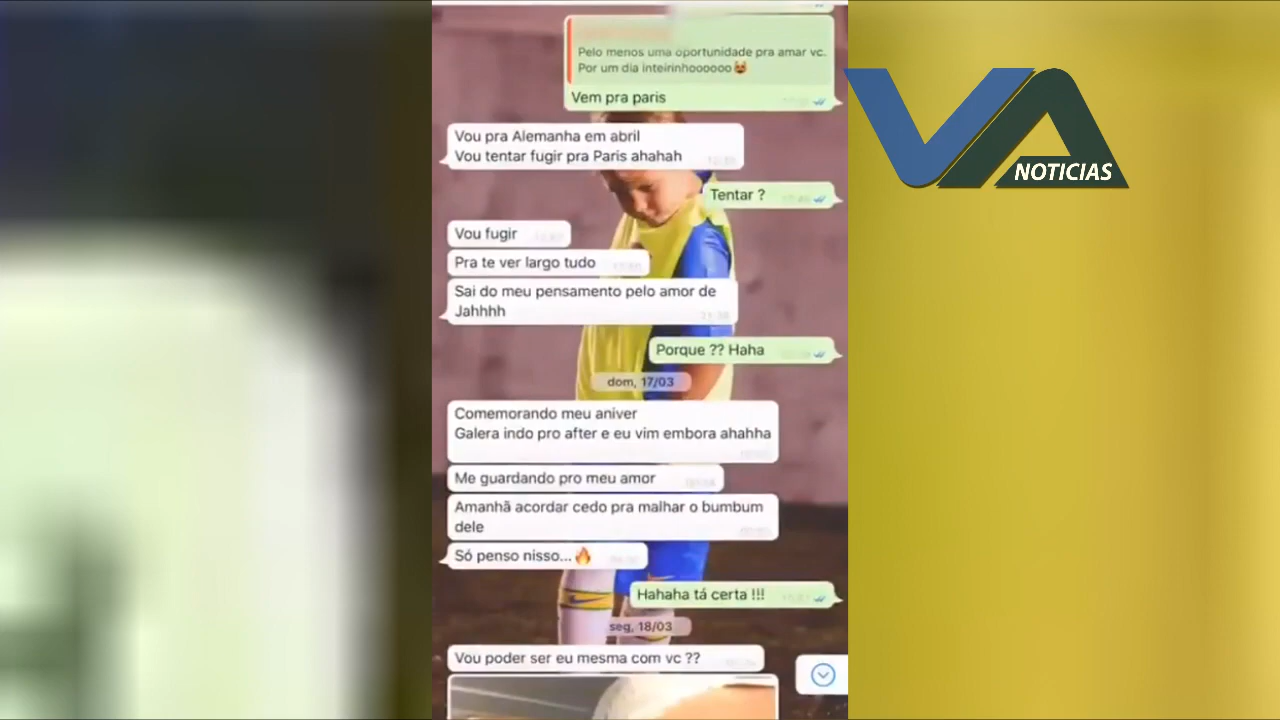 Pelo menos uma oportunidade pra amar vc.
Por um dia inteirinhoooooo😻
Vem pra paris
Vou pra Alemanha em abril
Vou tentar fugir pra Paris ahahah
Tentar ?
Vou fugir
Pra te ver largo tudo
Sai do meu pensamento pelo amor de
Jahhhh
Porque ?? Haha
dom, 17/03
Comemorando meu aniver
Galera indo pro after e eu vim embora ahahha
Me guardando pro meu amor
Amanhã acordar cedo pra malhar o bumbum
dele
Só penso nisso...🔥
Hahaha tá certa !!!
seg, 18/03
Vou poder ser eu mesma com vc ??
VA
NOTICIAS